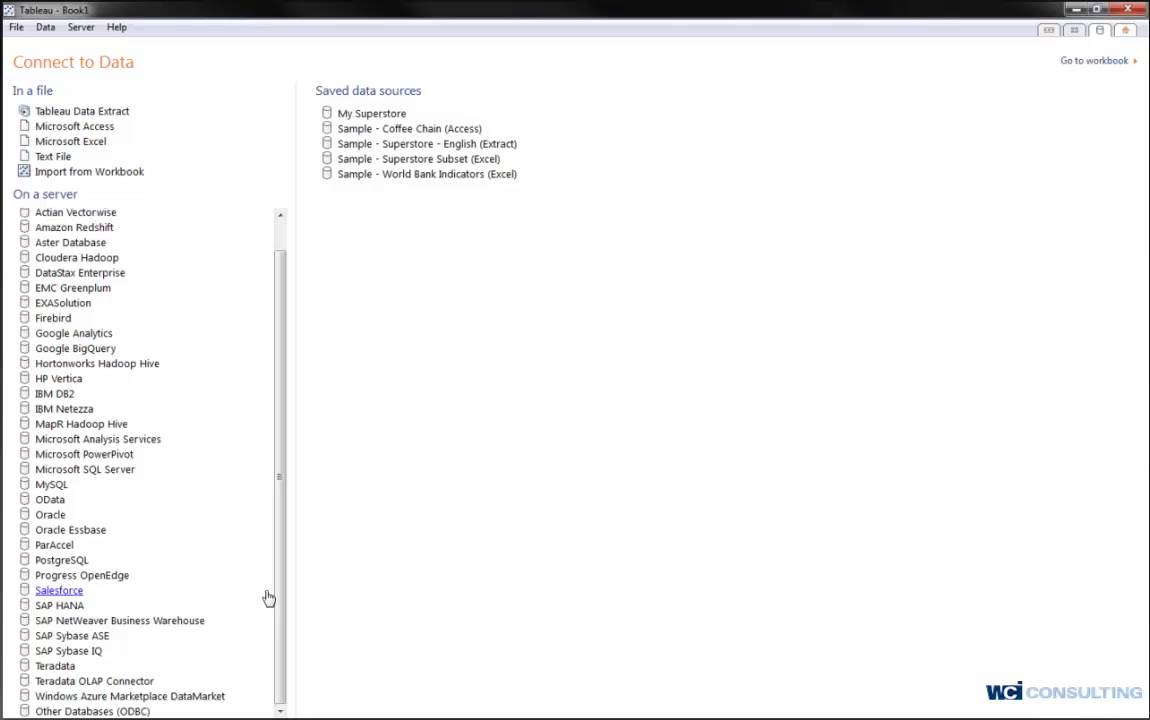 Tableau - Book1
File Data Server Help
Connect to Data
Go to workbook
In a file
Tableau Data Extract
Microsoft Access
Microsoft Excel
Text File
Import from Workbook
On a server
Actian Vectorwise
Amazon Redshift
Aster Database
Cloudera Hadoop
DataStax Enterprise
EMC Greenplum
EXASolution
Firebird
Google Analytics
Google BigQuery
Hortonworks Hadoop Hive
HP Vertica
IBM DB2
IBM Netezza
MapR Hadoop Hive
Microsoft Analysis Services
Microsoft PowerPivot
Microsoft SQL Server
MySQL
OData
Oracle
Oracle Essbase
ParAccel
PostgreSQL
Progress OpenEdge
Salesforce
SAP HANA
SAP NetWeaver Business Warehouse
SAP Sybase ASE
SAP Sybase IQ
Teradata
Teradata OLAP Connector
Windows Azure Marketplace DataMarket
Other Databases (ODBC)
Saved data sources
My Superstore
Sample - Coffee Chain (Access)
Sample - Superstore - English (Extract)
Sample - Superstore Subset (Excel)
Sample - World Bank Indicators (Excel)
WCI CONSULTING